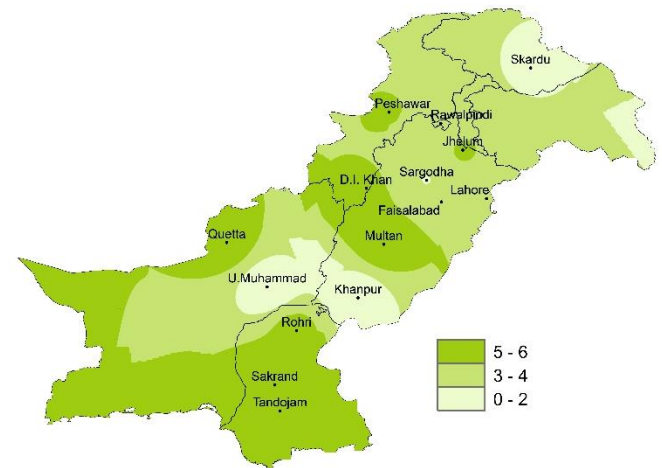 Skardu
Peshawar
Rawalpindi
Jhelum
Sargodha
D.I. Khan
Lahore
Faisalabad
Quetta
Multan
U.Muhammad
Khanpur
Rohri
5 - 6
3 - 4
0 - 2
Sakrand
Tandojam